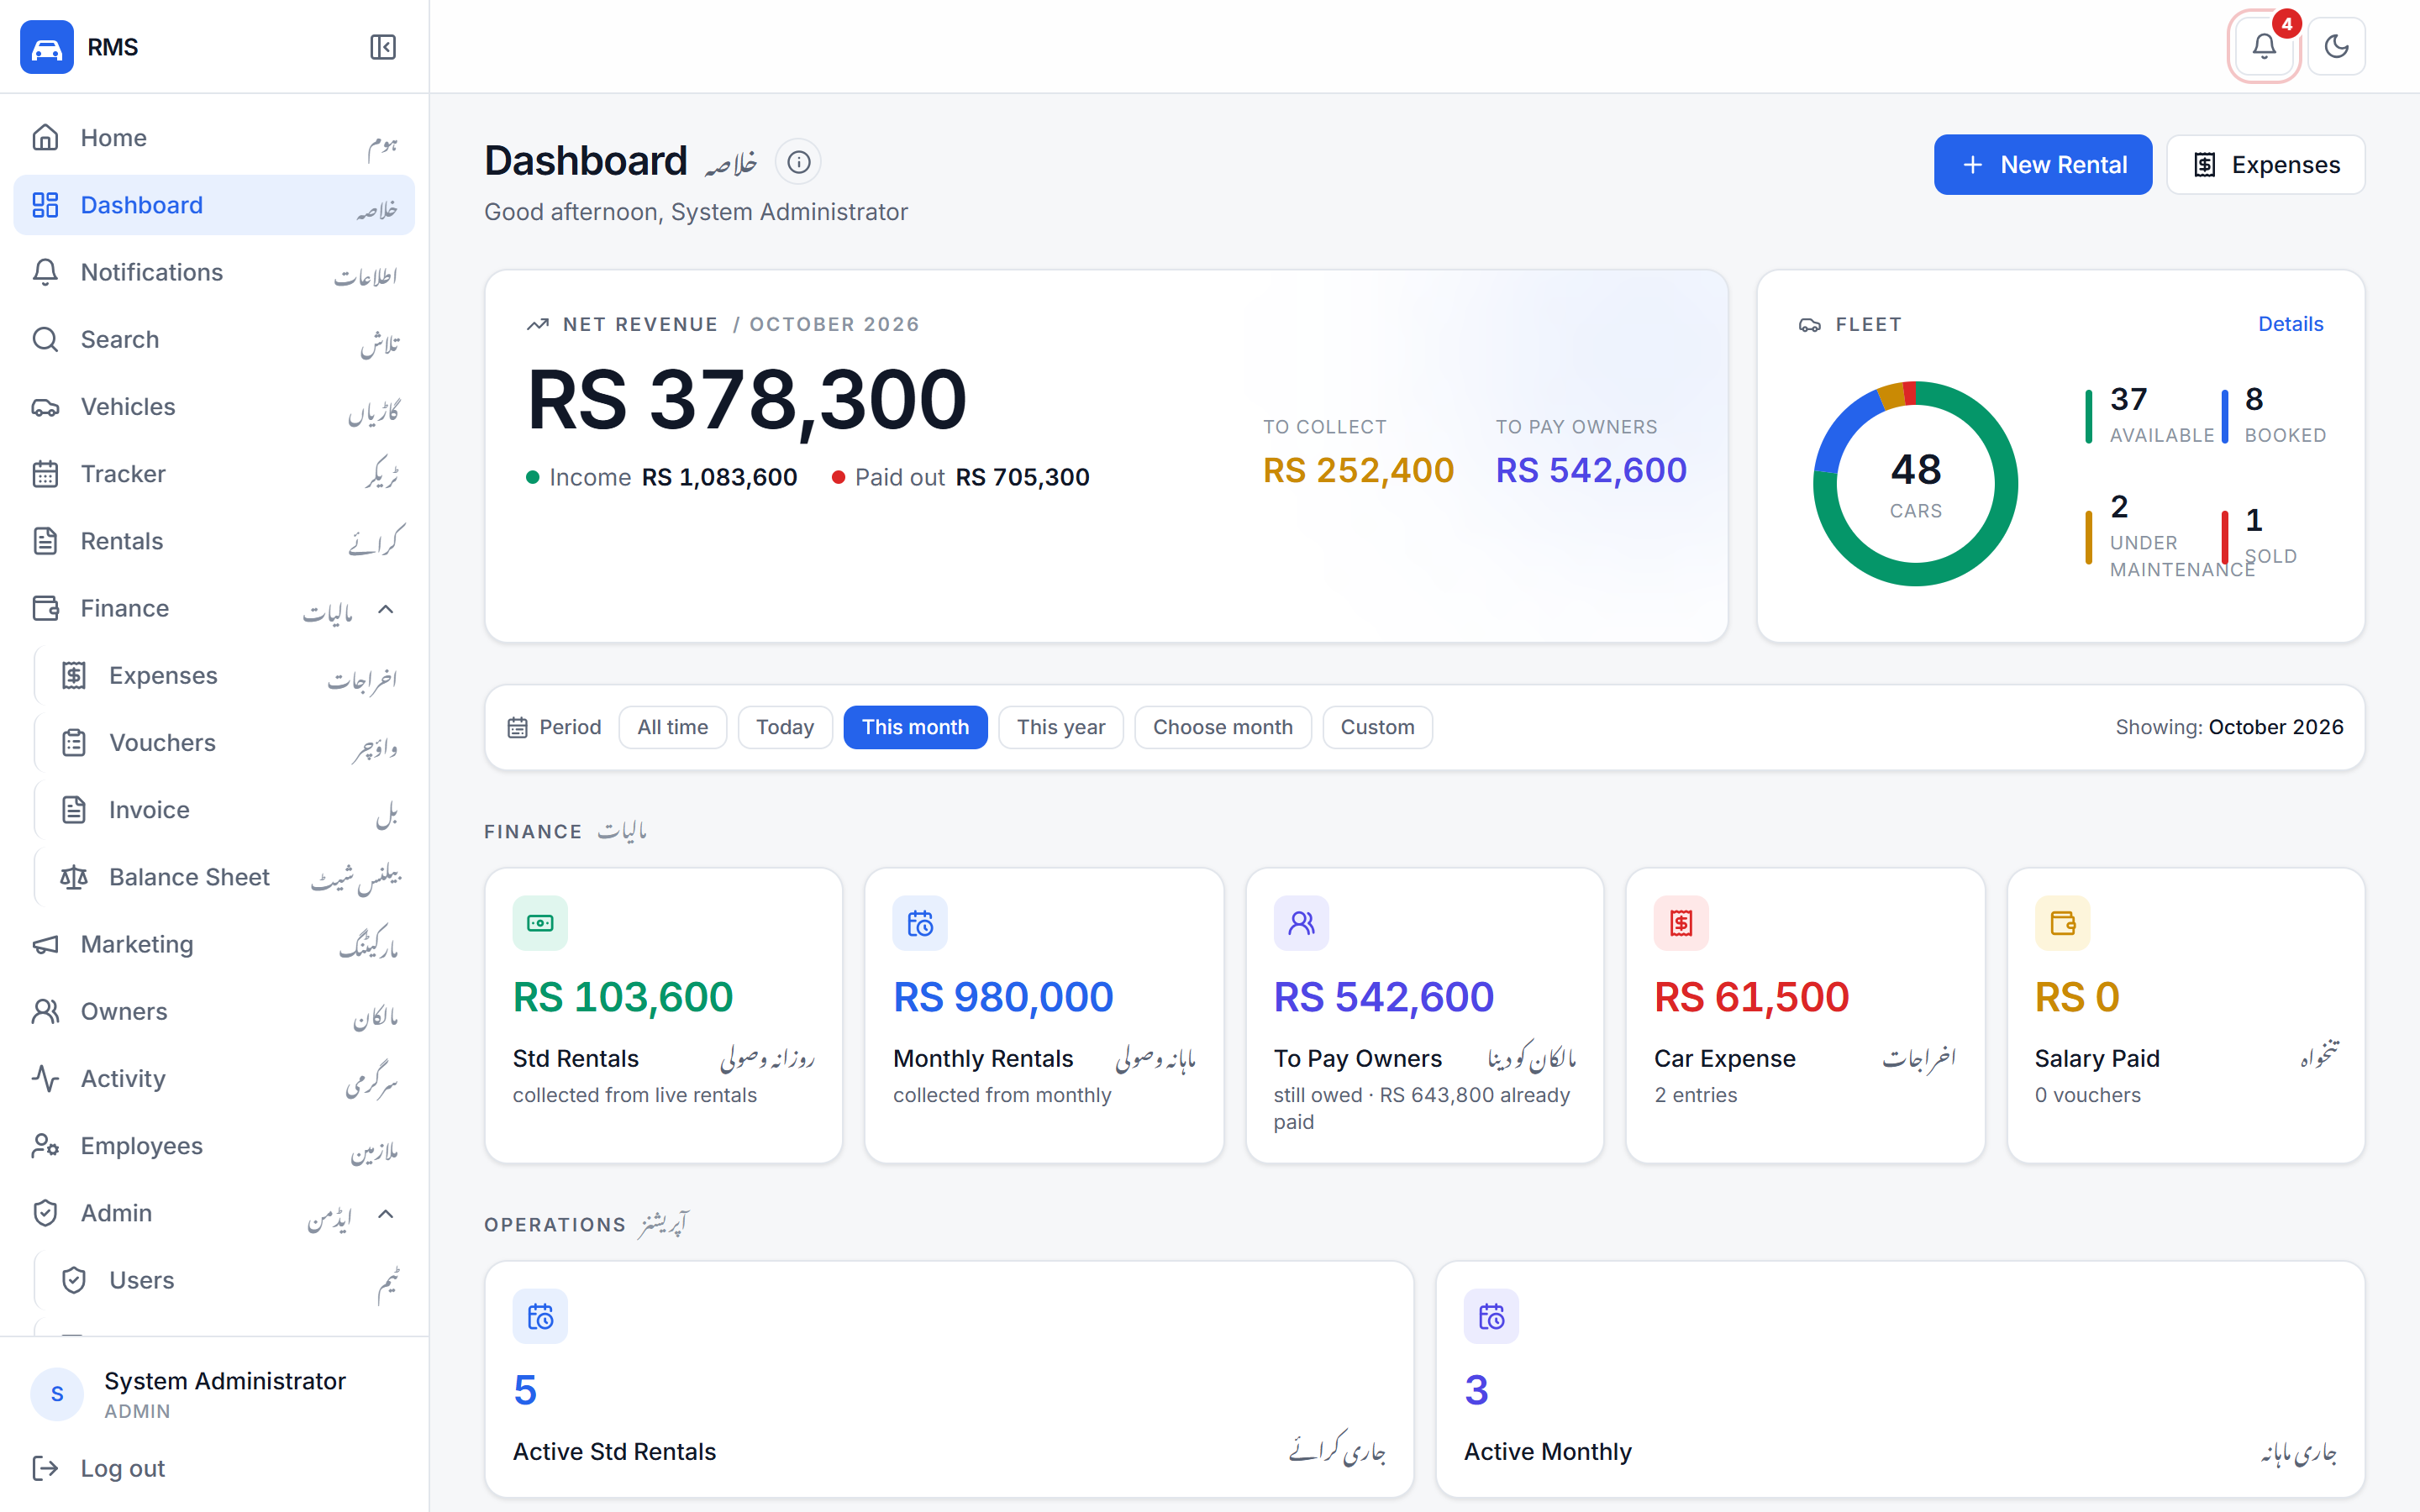 RMS
4
Home ہوم
Dashboard خلاصہ
Notifications اطلاعات
Search تلاش
Vehicles گاڑیاں
Tracker ٹریکر
Rentals کرائے
Finance مالیات
Expenses اخراجات
Vouchers واؤچر
Invoice بل
Balance Sheet بیلنس شیٹ
Marketing مارکیٹنگ
Owners مالکان
Activity سرگرمی
Employees ملازمین
Admin ایڈمن
Users ٹیم
S
System Administrator
ADMIN
Log out
Dashboard خلاصہ
Good afternoon, System Administrator
New Rental
Expenses
NET REVENUE / OCTOBER 2026
RS 378,300
Income RS 1,083,600 Paid out RS 705,300
TO COLLECT
RS 252,400
TO PAY OWNERS
RS 542,600
FLEET
Details
48
CARS
37
AVAILABLE
8
BOOKED
2
UNDER
MAINTENANCE
1
SOLD
Period All time Today This month This year Choose month Custom
Showing: October 2026
FINANCE مالیات
RS 103,600
Std Rentals روزانہ وصولی
collected from live rentals
RS 980,000
Monthly Rentals ماہانہ وصولی
collected from monthly
RS 542,600
To Pay Owners مالکان کو دینا
still owed · RS 643,800 already
paid
RS 61,500
Car Expense اخراجات
2 entries
RS 0
Salary Paid تنخواہ
0 vouchers
OPERATIONS آپریشنز
5
Active Std Rentals جاری کرائے
3
Active Monthly جاری ماہانہ